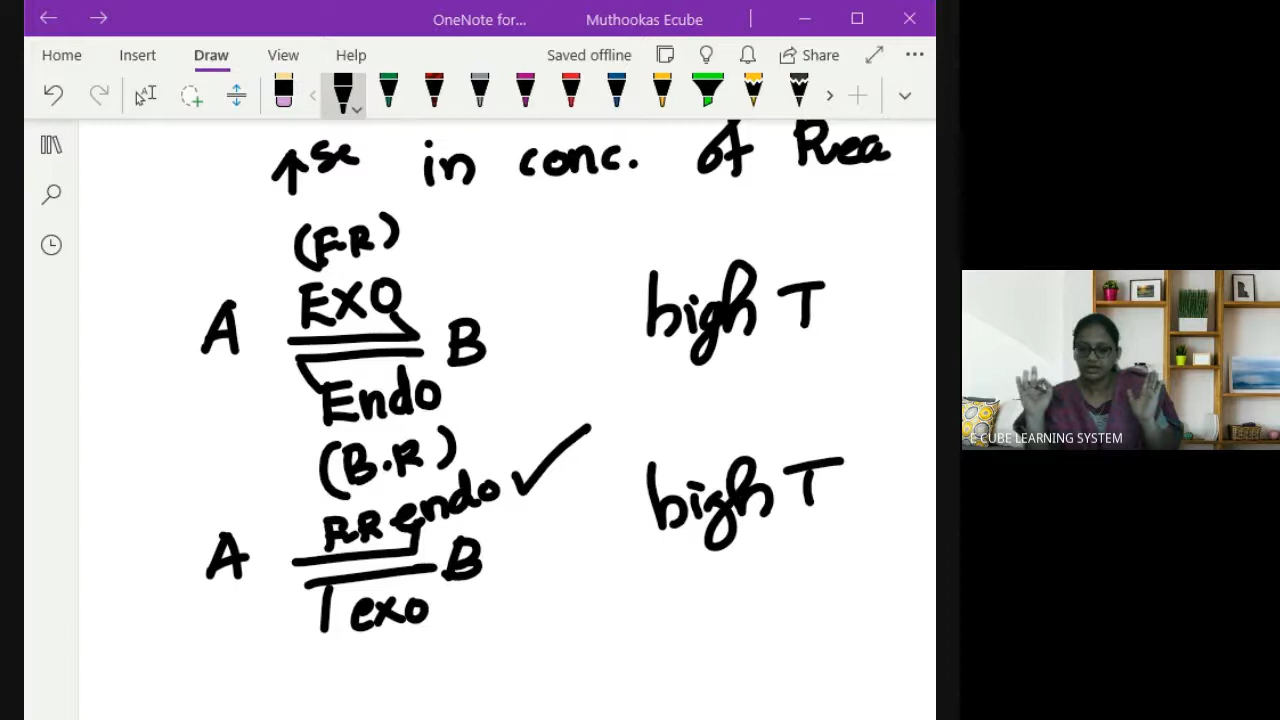 OneNote for... Muthookas Ecube
Home Insert Draw View Help Saved offline Share
↑se in conc. of Rea
(F.R)
EXO
A B high T
Endo
(B.R)
endo ✓ high T
A B
exo
E CUBE LEARNING SYSTEM